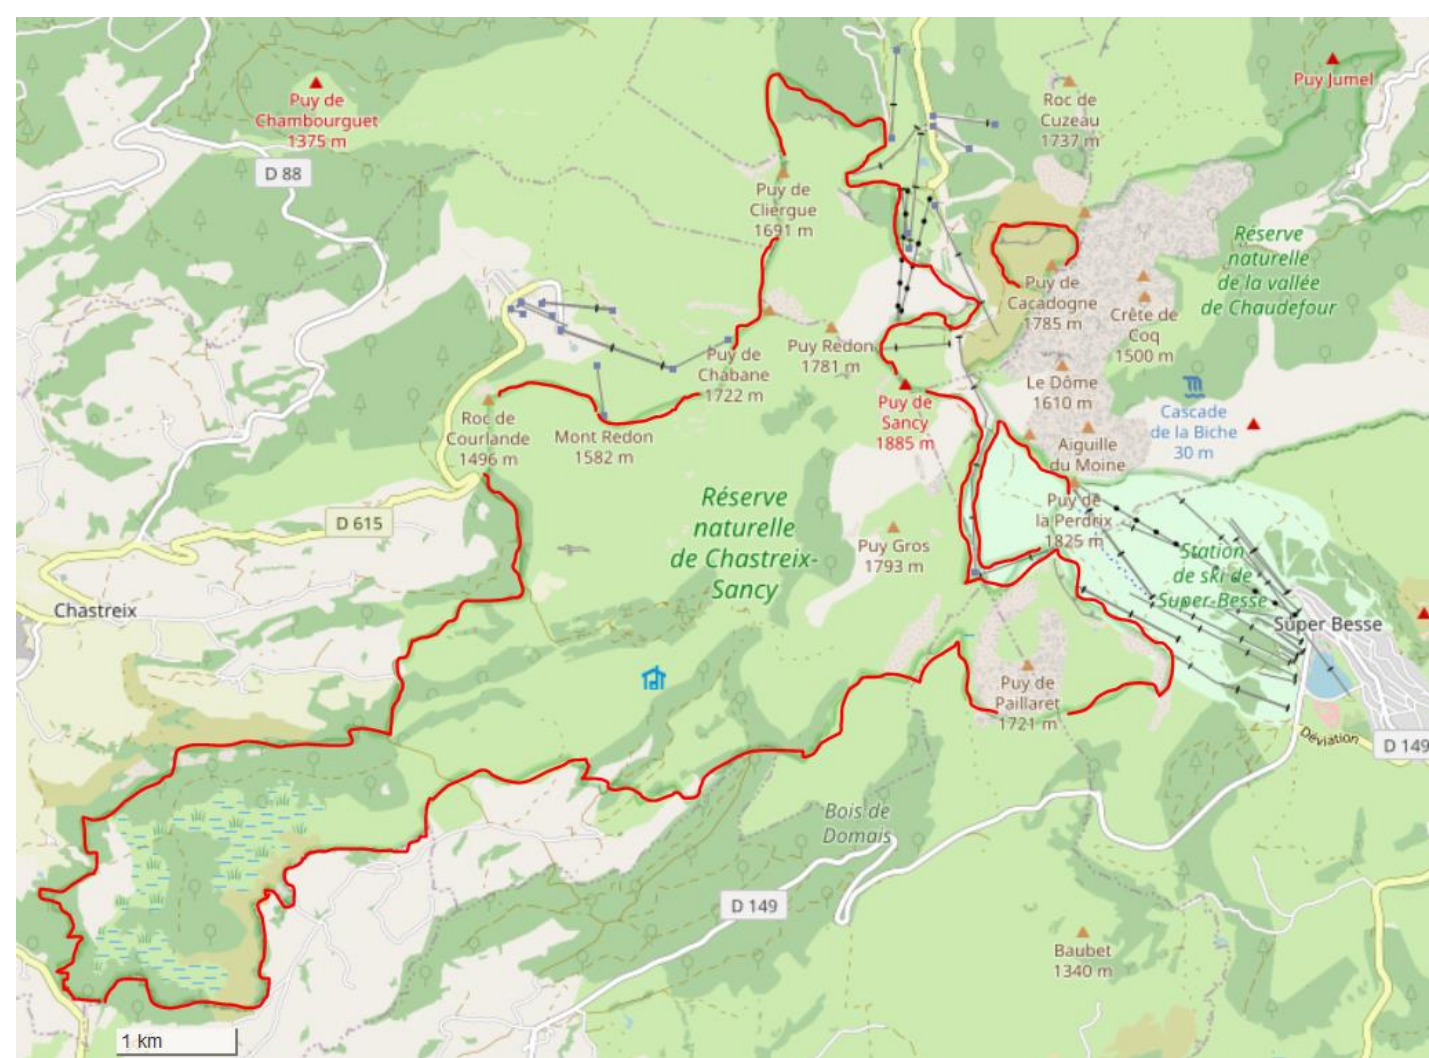 Puy Jumel
Puy de
Chambourguet
1375 m
Roc de
Cuzeau
1737 m
D 88
Puy de
Cliergue
1691 m
Réserve
naturelle
de la vallée
de Chaudefour
Puy de
Cacadogne
1785 m
Crête de
Coq
1500 m
Puy Redon
1781 m
Puy de
Chabane
1722 m
Le Dôme
1610 m
Puy de
Sancy
1885 m
Cascade
de la Biche
30 m
Roc de
Courlande
1496 m
Mont Redon
1582 m
Aiguille
du Moine
Réserve
naturelle
de Chastreix-
Sancy
Puy de
la Perdrix
1825 m
D 615
Puy Gros
1793 m
Station
de ski de
Super-Besse
Chastreix
Super Besse
Puy de
Paillaret
1721 m
Déviation
D 149
Bois de
Domais
D 149
Baubet
1340 m
1 km